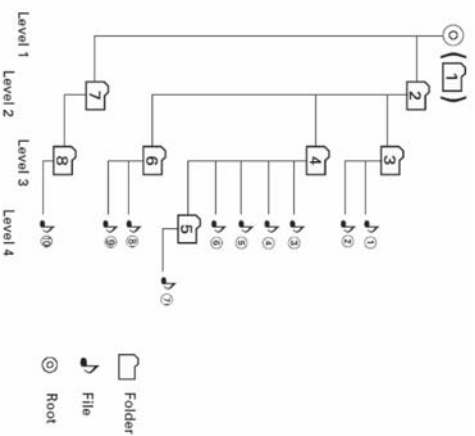 (1)
2
3
①
②
4
③
④
⑤
⑥
5
⑦
6
⑧
⑨
7
8
⑩
Level 1
Level 2
Level 3
Level 4
Folder
File
Root